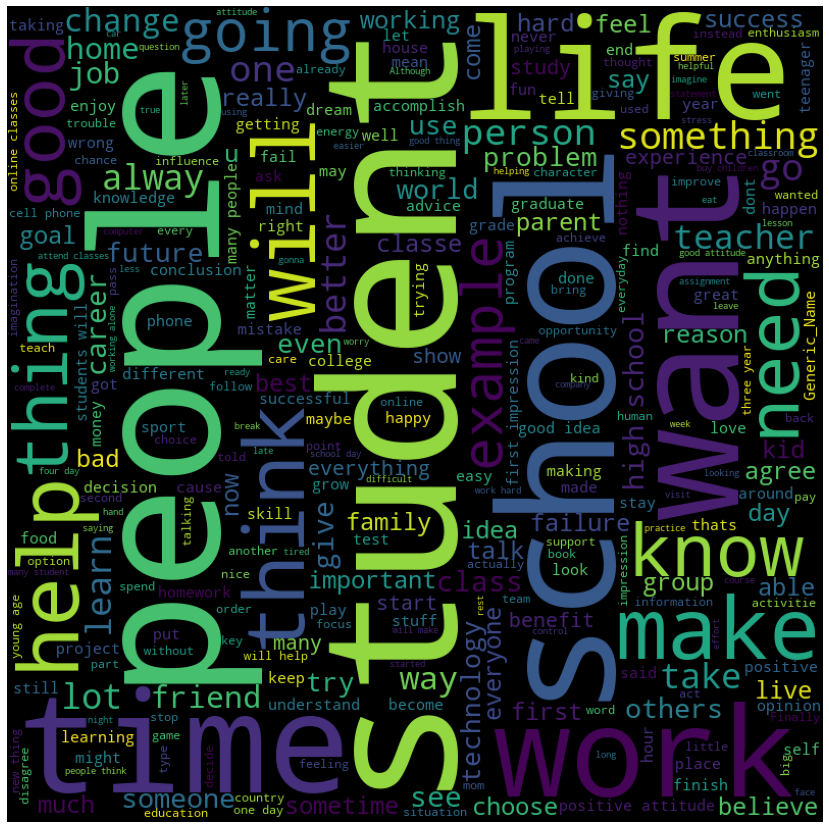 attitude
car
taking
change
going
question
already
let
house
mean
Although
working
come
hard
never
playing
feel
end
thought
life
success
instead
summer
enthusiasm
helpful
imagine
teenager
home
job
good
one
really
enjoy
trouble
true
using
later
dream
getting
accomplish
use
study
fun
tell
say
giving
used
year
went
statement
stress
something
online classes
wrong
chance
influence
energy
easier
well
good thing
person
problem
experience
classroom
boy children
go
cell phone
knowledge
alway
people
will
fail
ask
may
thinking
world
advice
helping
character
graduate
parent
nothing
improve
eat
dont
wanted
happen
lesson
goal
computer
every
many people
mind
right
student
classe
grade
achieve
find
teacher
anything
attend classes
less
gonna
matter
better
trying
program
done
bring
everyday
good attitude
assignment
great
leave
imagination
thing
future
conclusion
pass
career
working alone
phone
mistake
worry
even
show
example
opportunity
school
want
reason
need
Generic_Name
three year
teach
students will
different
ready
follow
care
college
best
successful
came
company
kind
high school
human
love
week
back
complete
got
money
sport
choice
break
late
think
maybe
online
happy
first impression
good idea
making
made
looking
kid
bad
told
point
school day
easy
agree
four day
decision
second
cause
now
everything
grow
difficult
work hard
stay
visit
around
day
pay
help
hand
saying
talking
skill
give
family
idea
failure
practice
thats
food
option
another
tired
test
talk
support
book
actually
look
know
many student
learn
nice
important
class
impression
group
able
course
information
activitie
young age
spend
homework
order
play
focus
start
stuff
rest
team
benefit
make
effort
project
part
put
without
key
many
will make
started
technology
everyone
control
still
will help
try
way
said
take
positive
lot
friend
keep
understand
become
first
act
word
others
live
opinion
Finally
time
night
stop
learning
might
people think
game
type
decide
feeling
work
long
hour
place
little
self
finish
big
new thing
disagree
much
education
someone
country
one day
sometime
see
situation
mom
choose
positive attitude
believe
face